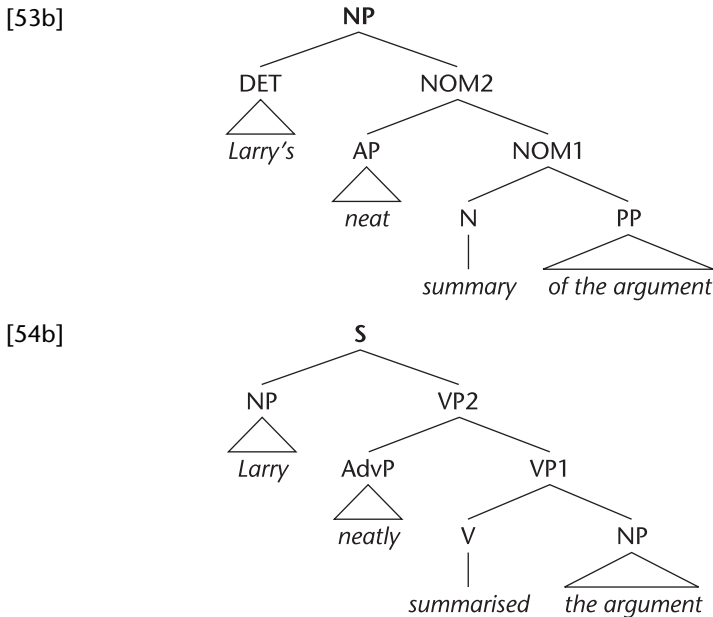 [53b] NP
DET NOM2
Larry's AP NOM1
neat N PP
summary of the argument
[54b] S
NP VP2
Larry AdvP VP1
neatly V NP
summarised the argument